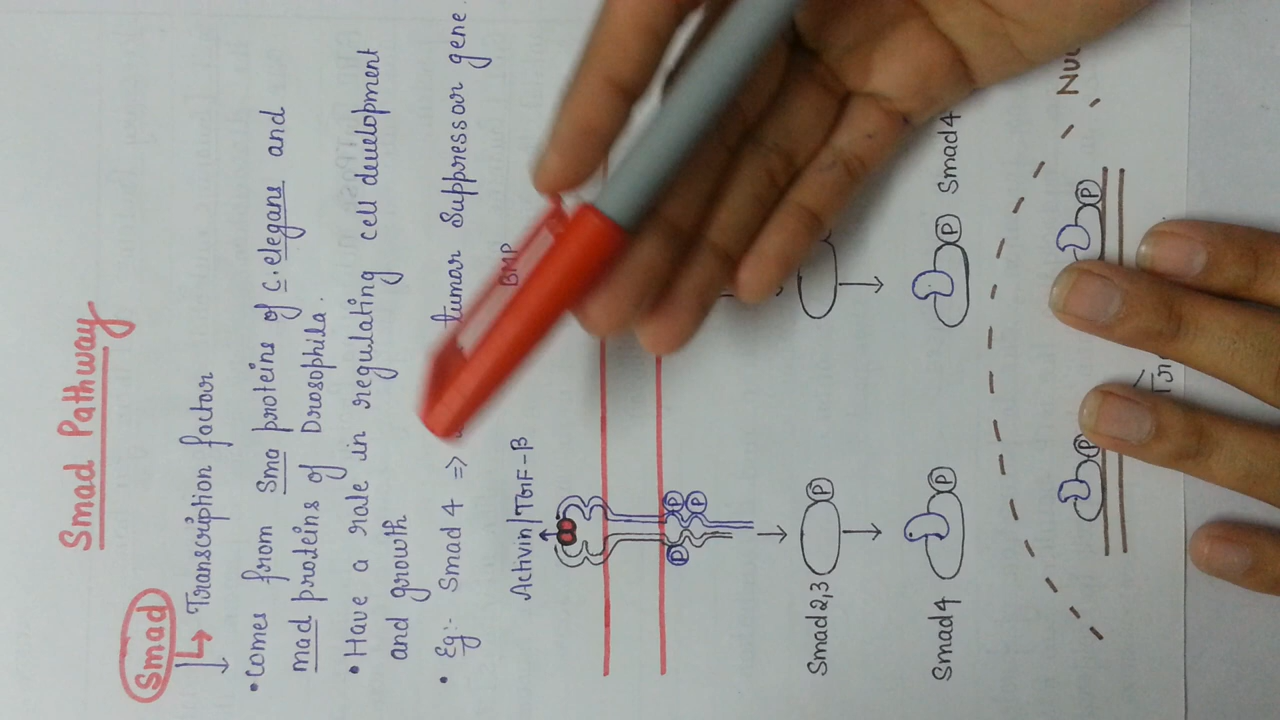 Smad Pathway
Smad
↳ Transcription factor
• Comes from Sma proteins of C.elegans and
mad proteins of Drosophila.
• Have a role in regulating cell development
and growth
• Eg:- Smad 4 ⇒ tumor Suppressor gene.
Activin/TGF-β BMP
P P
P
Smad 2,3 P
Smad 4 P P Smad 4
P P